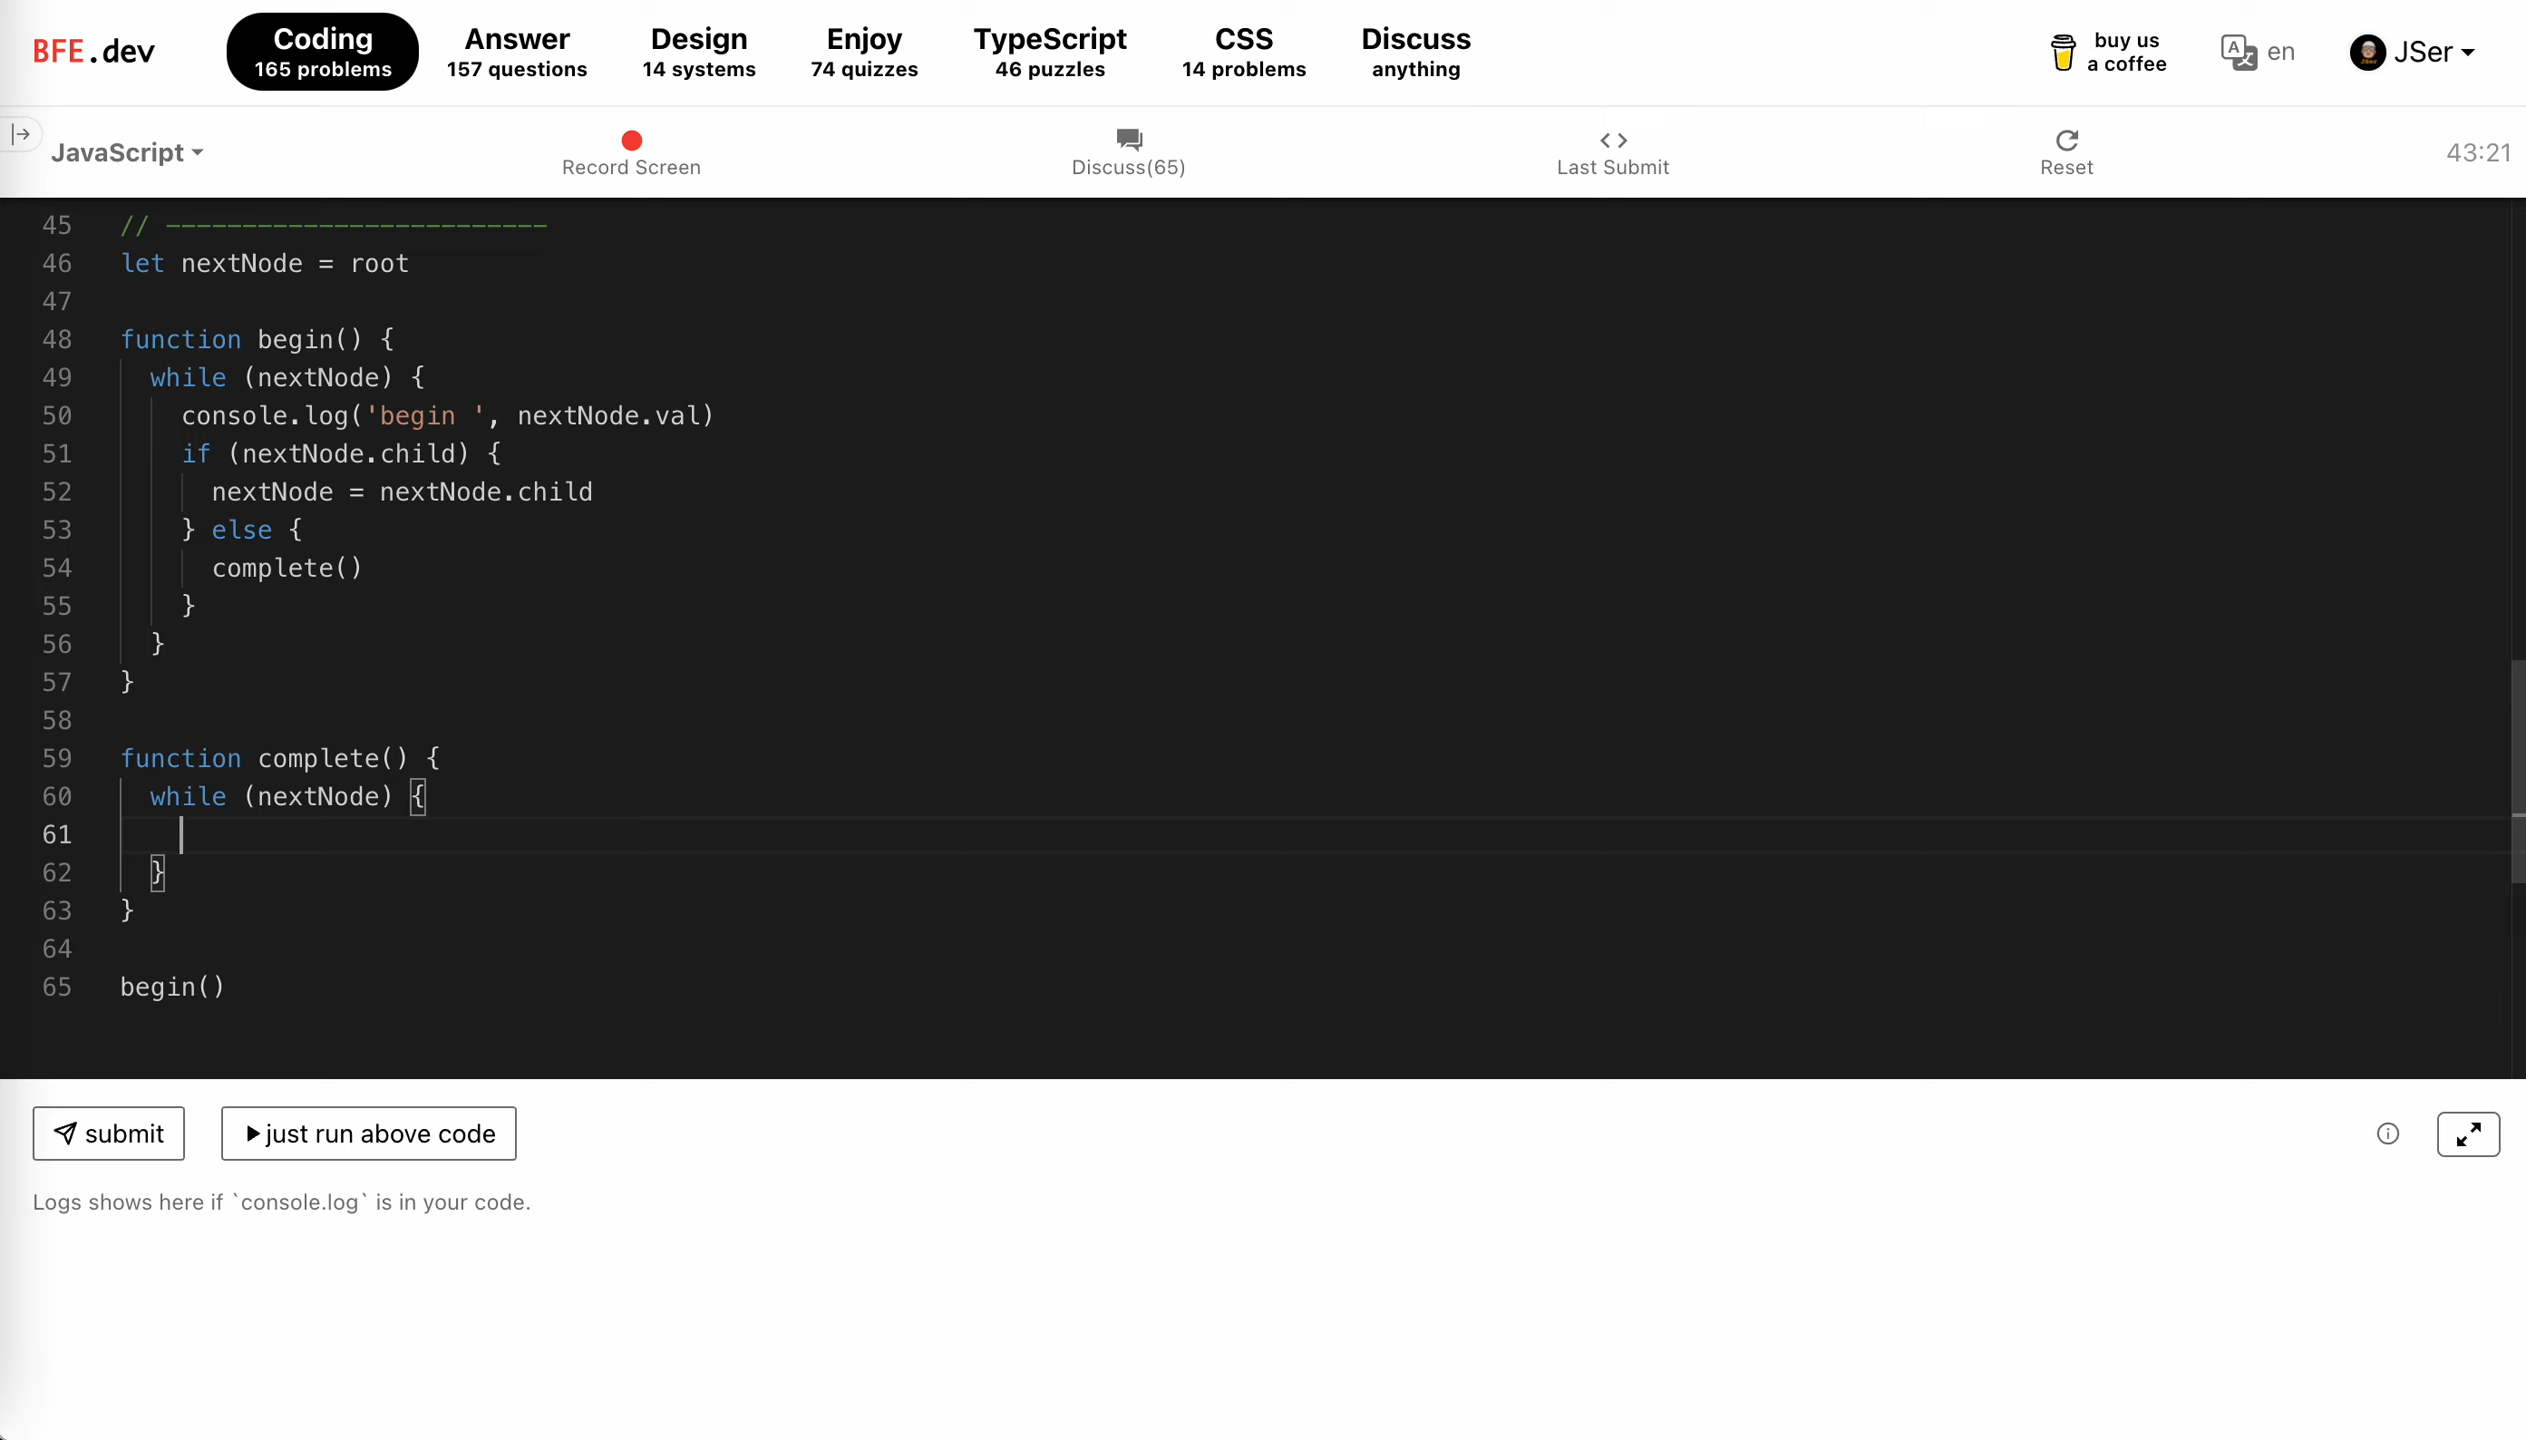 BFE.dev
Coding
165 problems
Answer
157 questions
Design
14 systems
Enjoy
74 quizzes
TypeScript
46 puzzles
CSS
14 problems
Discuss
anything
buy us
a coffee
en
JSer
JavaScript
Record Screen
Discuss(65)
Last Submit
Reset
43:21
45 // -------------------------
46 let nextNode = root
47
48 function begin() {
49 while (nextNode) {
50 console.log('begin ', nextNode.val)
51 if (nextNode.child) {
52 nextNode = nextNode.child
53 } else {
54 complete()
55 }
56 }
57 }
58
59 function complete() {
60 while (nextNode) {
61
62 }
63 }
64
65 begin()
submit
just run above code
Logs shows here if `console.log` is in your code.